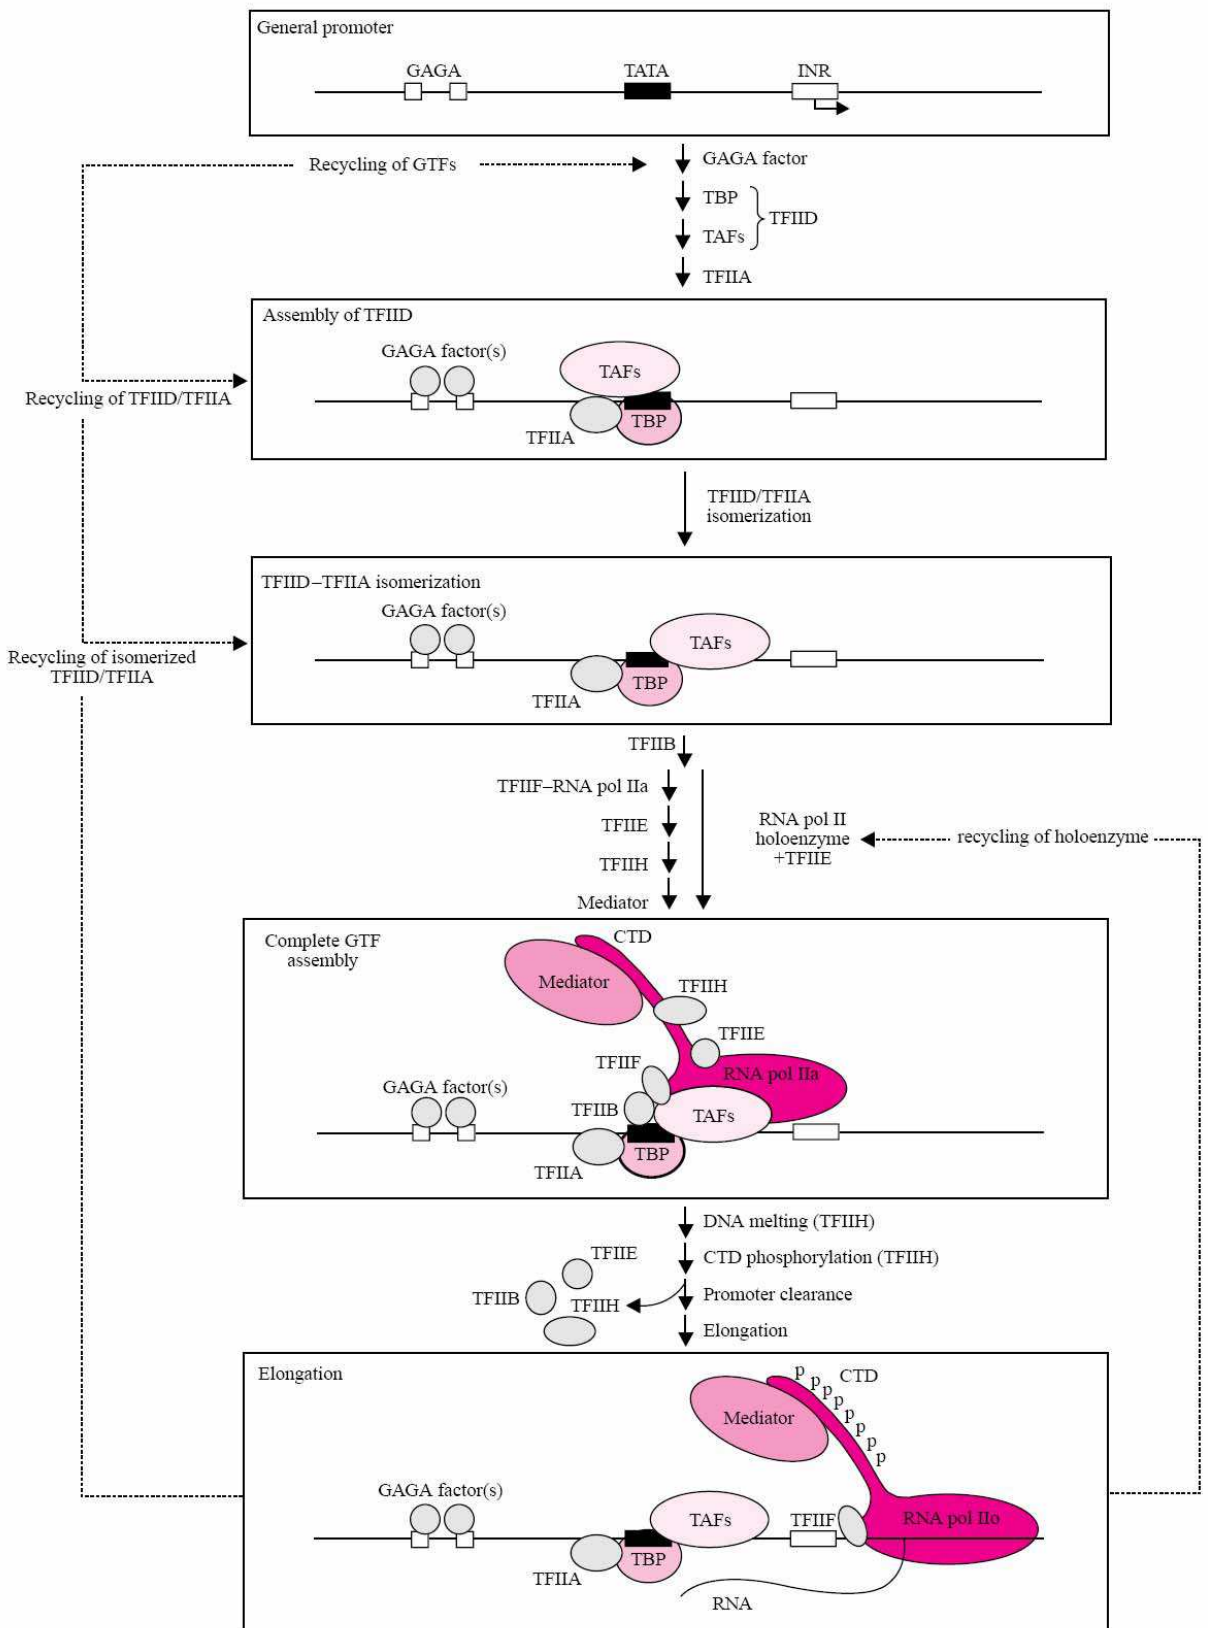 General promoter
GAGA
TATA
INR
Recycling of GTFs
GAGA factor
TBP
TFIID
TAFs
TFIIA
Assembly of TFIID
GAGA factor(s)
TAFs
Recycling of TFIID/TFIIA
TBP
TFIIA
TFIID/TFIIA
isomerization
TFIID–TFIIA isomerization
GAGA factor(s)
TAFs
Recycling of isomerized
TFIID/TFIIA
TBP
TFIIA
TFIIB
TFIIF–RNA pol IIa
TFIIE
TFIIH
Mediator
RNA pol II
holoenzyme
+TFIIE
recycling of holoenzyme
Complete GTF
assembly
CTD
Mediator
TFIIH
TFIIE
TFIIF
RNA pol IIa
GAGA factor(s)
TFIIB
TAFs
TBP
TFIIA
DNA melting (TFIIH)
TFIIE
CTD phosphorylation (TFIIH)
TFIIB
TFIIH
Promoter clearance
Elongation
Elongation
P
P
P
P
P
P
P
P
CTD
Mediator
GAGA factor(s)
TAFs
TFIIF
RNA pol IIo
TBP
TFIIA
RNA